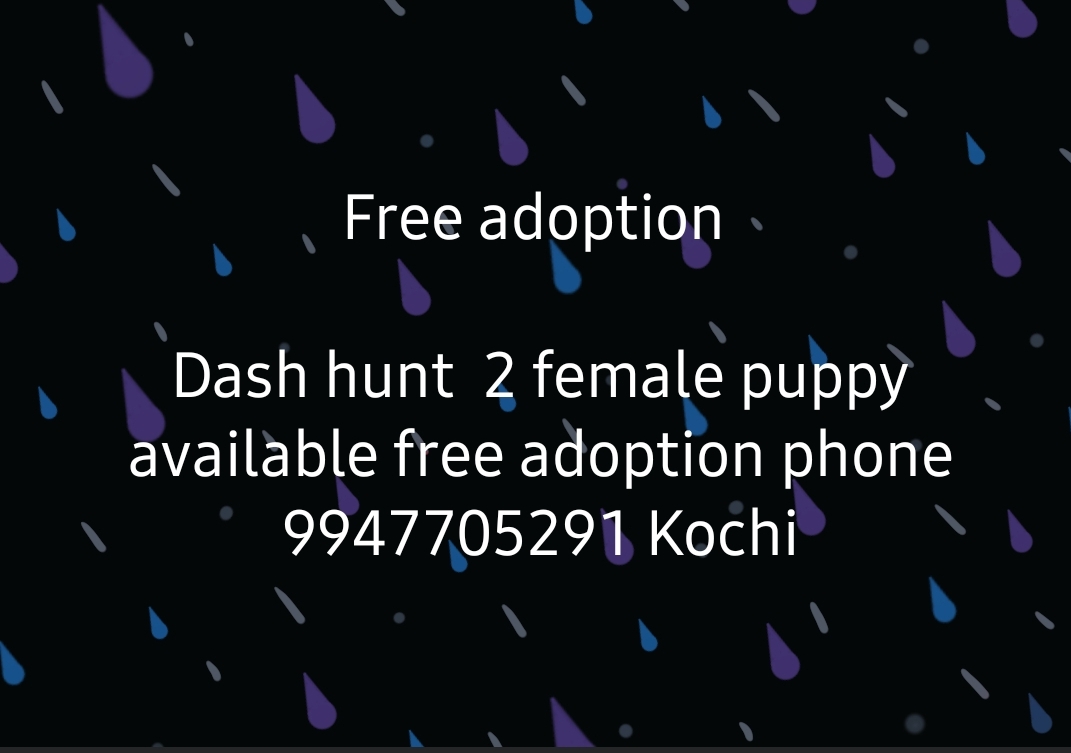 Free adoption
Dash hunt  2 female puppy
available free adoption phone
9947705291 Kochi